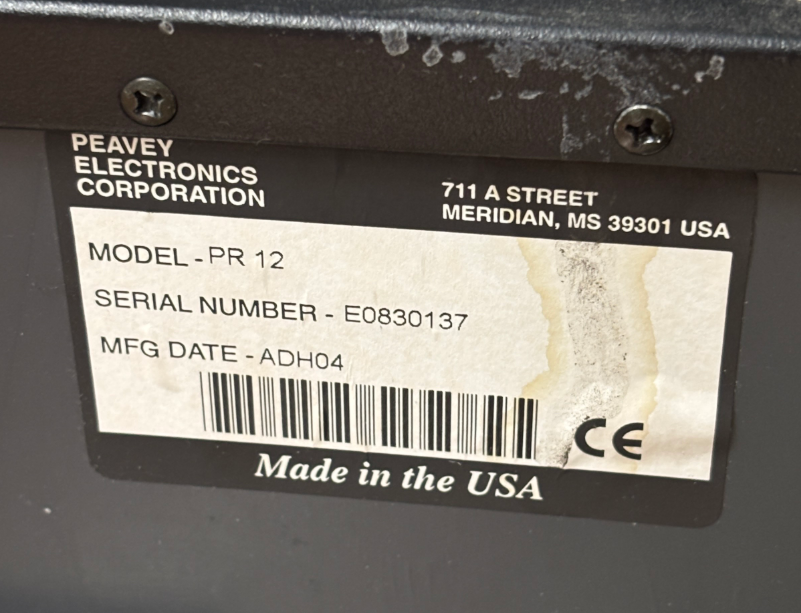 PEAVEY
ELECTRONICS
CORPORATION
711 A STREET
MERIDIAN, MS 39301 USA
MODEL - PR 12
SERIAL NUMBER - E0830137
MFG DATE - ADH04
CE
Made in the USA